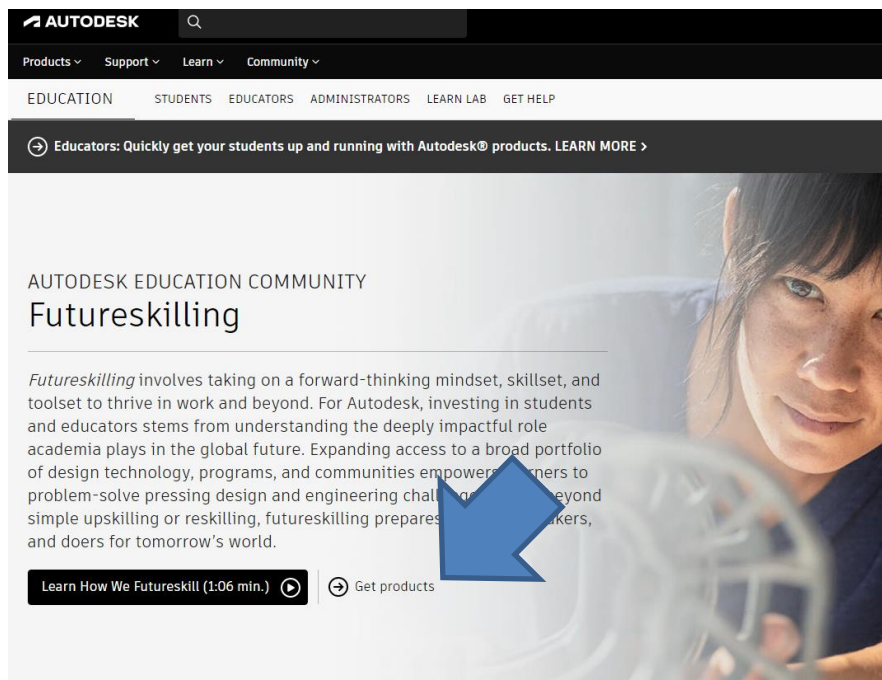 AUTODESK
Products Support Learn Community
EDUCATION STUDENTS EDUCATORS ADMINISTRATORS LEARN LAB GET HELP
Educators: Quickly get your students up and running with Autodesk® products. LEARN MORE >
AUTODESK EDUCATION COMMUNITY
Futureskilling
Futureskilling involves taking on a forward-thinking mindset, skillset, and
toolset to thrive in work and beyond. For Autodesk, investing in students
and educators stems from understanding the deeply impactful role
academia plays in the global future. Expanding access to a broad portfolio
of design technology, programs, and communities empowers
problem-solve pressing design and engineering
simple upskilling or reskilling, futureskilling prepares
and doers for tomorrow's world.
Learn How We Futureskill (1:06 min.) Get products